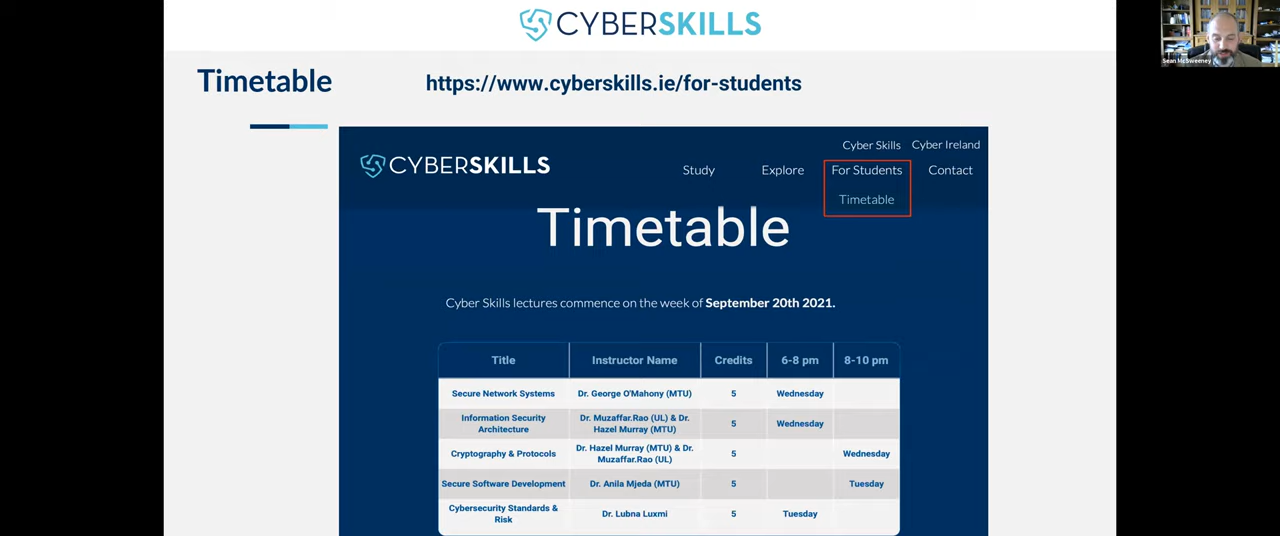 CYBERSKILLS
Sean McSweeney
Timetable
https://www.cyberskills.ie/for-students
Cyber Skills
Cyber Ireland
CYBERSKILLS
Study
Explore
For Students
Contact
Timetable
Timetable
Cyber Skills lectures commence on the week of September 20th 2021.
Title
Instructor Name
Credits
6-8 pm
8-10 pm
Secure Network Systems
Dr. George O'Mahony (MTU)
5
Wednesday
Information Security
Architecture
Dr. Muzaffar.Rao (UL) & Dr.
Hazel Murray (MTU)
5
Wednesday
Cryptography & Protocols
Dr. Hazel Murray (MTU) & Dr.
Muzaffar.Rao (UL)
5
Wednesday
Secure Software Development
Dr. Anila Mjeda (MTU)
5
Tuesday
Cybersecurity Standards &
Risk
Dr. Lubna Luxmi
5
Tuesday